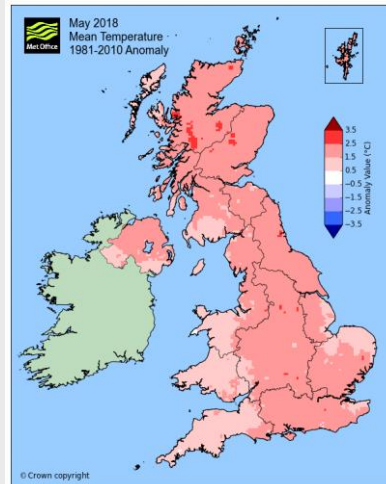 May 2018
Mean Temperature
1981-2010 Anomaly
Met Office
3.5
2.5
1.5
0.5
−0.5
−1.5
−2.5
−3.5
Anomaly Value (°C)
© Crown copyright